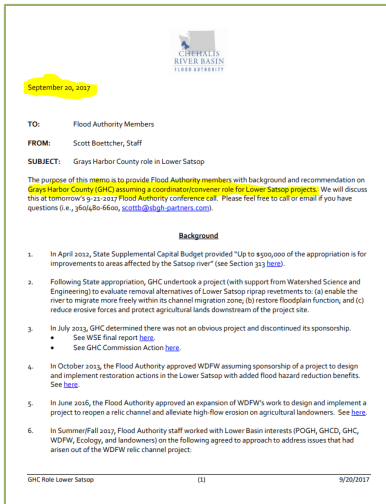 CHEHALIS
RIVER BASIN
FLOOD AUTHORITY
September 20, 2017
TO: Flood Authority Members
FROM: Scott Boettcher, Staff
SUBJECT: Grays Harbor County role in Lower Satsop
The purpose of this memo is to provide Flood Authority members with background and recommendation on
Grays Harbor County (GHC) assuming a coordinator/convener role for Lower Satsop projects. We will discuss
this at tomorrow's 9-21-2017 Flood Authority conference call. Please feel free to call or email if you have
questions (i.e., 360/480-6600, scottb@sbgh-partners.com).
Background
1. In April 2012, State Supplemental Capital Budget provided "Up to $500,000 of the appropriation is for
improvements to areas affected by the Satsop river" (see Section 313 here).
2. Following State appropriation, GHC undertook a project (with support from Watershed Science and
Engineering) to evaluate removal alternatives of Lower Satsop riprap revetments to: (a) enable the
river to migrate more freely within its channel migration zone, (b) restore floodplain function, and (c)
reduce erosive forces and protect agricultural lands downstream of the project site.
3. In July 2013, GHC determined there was not an obvious project and discontinued its sponsorship.
• See WSE final report here.
• See GHC Commission Action here.
4. In October 2013, the Flood Authority approved WDFW assuming sponsorship of a project to design
and implement restoration actions in the Lower Satsop with added flood hazard reduction benefits.
See here.
5. In June 2016, the Flood Authority approved an expansion of WDFW's work to design and implement a
project to reopen a relic channel and alleviate high-flow erosion on agricultural landowners. See here.
6. In Summer/Fall 2017, Flood Authority staff worked with Lower Basin interests (POGH, GHCD, GHC,
WDFW, Ecology, and landowners) on the following agreed to approach to address issues that had
arisen out of the WDFW relic channel project:
GHC Role Lower Satsop (1) 9/20/2017